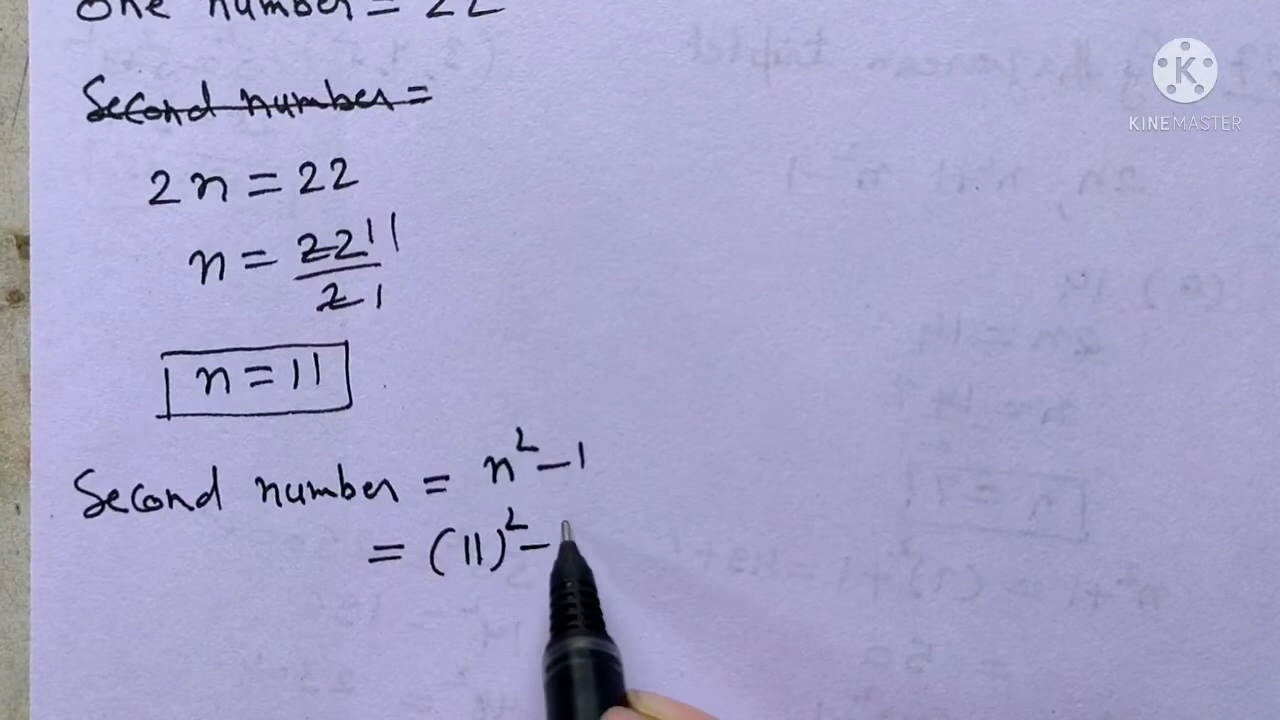 One number = 22
Second number =
2n = 22
n = 22 11
2 1
n = 11
Second number = n² - 1
= (11)² -
K
KINEMASTER